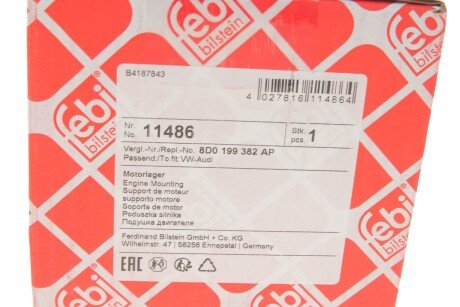 febi
bilstein
B4187843
4 027816 114864
Nr.
No. 11486
Stk.
pcs. 1
Vergl.-Nr./Repl.-No. 8D0 199 382 AP
Passend/To fit: VW-Audi
Motorlager
Engine Mounting
Support de moteur
supporto motore
Soporte de motor
Poduszka silnika
Подушка двигателя
Ferdinand Bilstein GmbH + Co. KG
Wilhelmstr. 47 | 58256 Ennepetal | Germany
EAC